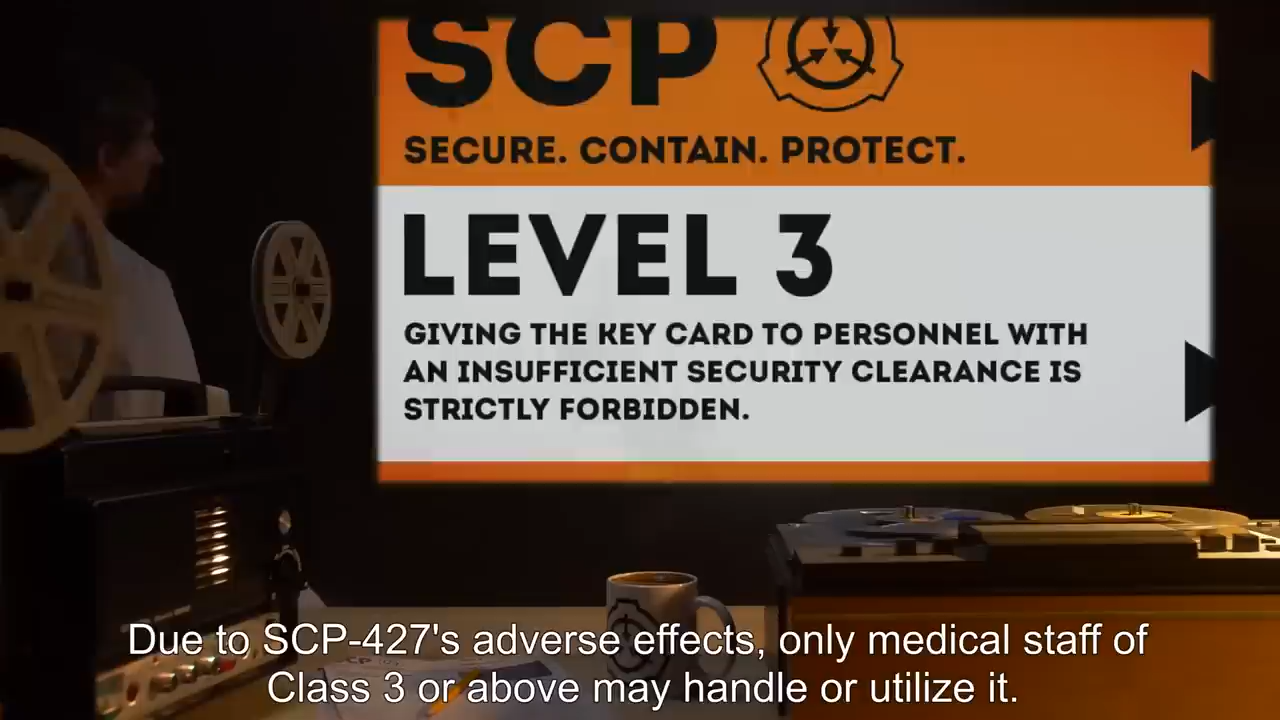 SCP
SECURE. CONTAIN. PROTECT.
LEVEL 3
GIVING THE KEY CARD TO PERSONNEL WITH
AN INSUFFICIENT SECURITY CLEARANCE IS
STRICTLY FORBIDDEN.
Due to SCP-427's adverse effects, only medical staff of
Class 3 or above may handle or utilize it.